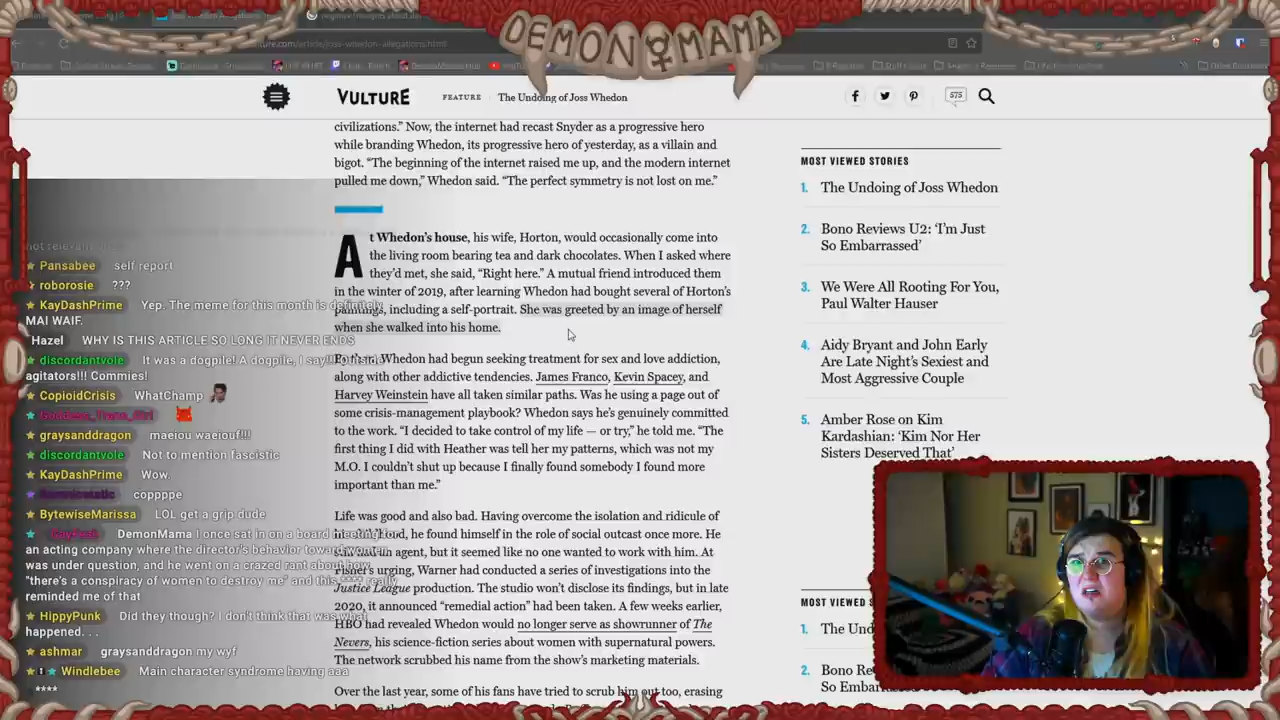 DEMON MAMA
VULTURE
FEATURE
The Undoing of Joss Whedon
575
civilizations.” Now, the internet had recast Snyder as a progressive hero
while branding Whedon, its progressive hero of yesterday, as a villain and
bigot. “The beginning of the internet raised me up, and the modern internet
pulled me down,” Whedon said. “The perfect symmetry is not lost on me.”
At Whedon’s house, his wife, Horton, would occasionally come into
the living room bearing tea and dark chocolates. When I asked where
they’d met, she said, “Right here.” A mutual friend introduced them
in the winter of 2019, after learning Whedon had bought several of Horton’s
paintings, including a self-portrait. She was greeted by an image of herself
when she walked into his home.
Whedon had begun seeking treatment for sex and love addiction,
along with other addictive tendencies. James Franco, Kevin Spacey, and
Harvey Weinstein have all taken similar paths. Was he using a page out of
some crisis-management playbook? Whedon says he’s genuinely committed
to the work. “I decided to take control of my life — or try,” he told me. “The
first thing I did with Heather was tell her my patterns, which was not my
M.O. I couldn’t shut up because I finally found somebody I found more
important than me.”
Life was good and also bad. Having overcome the isolation and ridicule of
he found himself in the role of social outcast once more. He
agent, but it seemed like no one wanted to work with him. At
Fisher’s urging, Warner had conducted a series of investigations into the
Justice League production. The studio won’t disclose its findings, but in late
2020, it announced “remedial action” had been taken. A few weeks earlier,
HBO had revealed Whedon would no longer serve as showrunner of The
Nevers, his science-fiction series about women with supernatural powers.
The network scrubbed his name from the show’s marketing materials.
Over the last year, some of his fans have tried to scrub him out too, erasing
MOST VIEWED STORIES
1. The Undoing of Joss Whedon
2. Bono Reviews U2: ‘I’m Just
So Embarrassed’
3. We Were All Rooting For You,
Paul Walter Hauser
4. Aidy Bryant and John Early
Are Late Night’s Sexiest and
Most Aggressive Couple
5. Amber Rose on Kim
Kardashian: ‘Kim Nor Her
Sisters Deserved That’
MOST VIEWED S
1. The Und
2. Bono Re
So Embar
Pansabee self report
roborosie ???
KayDashPrime Yep. The meme for this month is definitely
MAI WAIF.
Hazel WHY IS THIS ARTICLE SO LONG IT NEVER ENDS
discordantvole It was a dogpile! A dogpile, I say!!!
agitators!!! Commies!
CopioidCrisis WhatChamp
graysanddragon maeiou waeiouf!!!
discordantvole Not to mention fascistic
KayDashPrime Wow.
coppppe
BytewiseMarissa LOL get a grip dude
DemonMama I once sat in on a board meeting for
an acting company where the director's behavior toward women
was under question, and he went on a crazed rant about how
"there's a conspiracy of women to destroy me" and this **** really
reminded me of that
HippyPunk Did they though? I don't think that was what
happened. . .
ashmar graysanddragon my wyf
Windlebee Main character syndrome having aaa
****